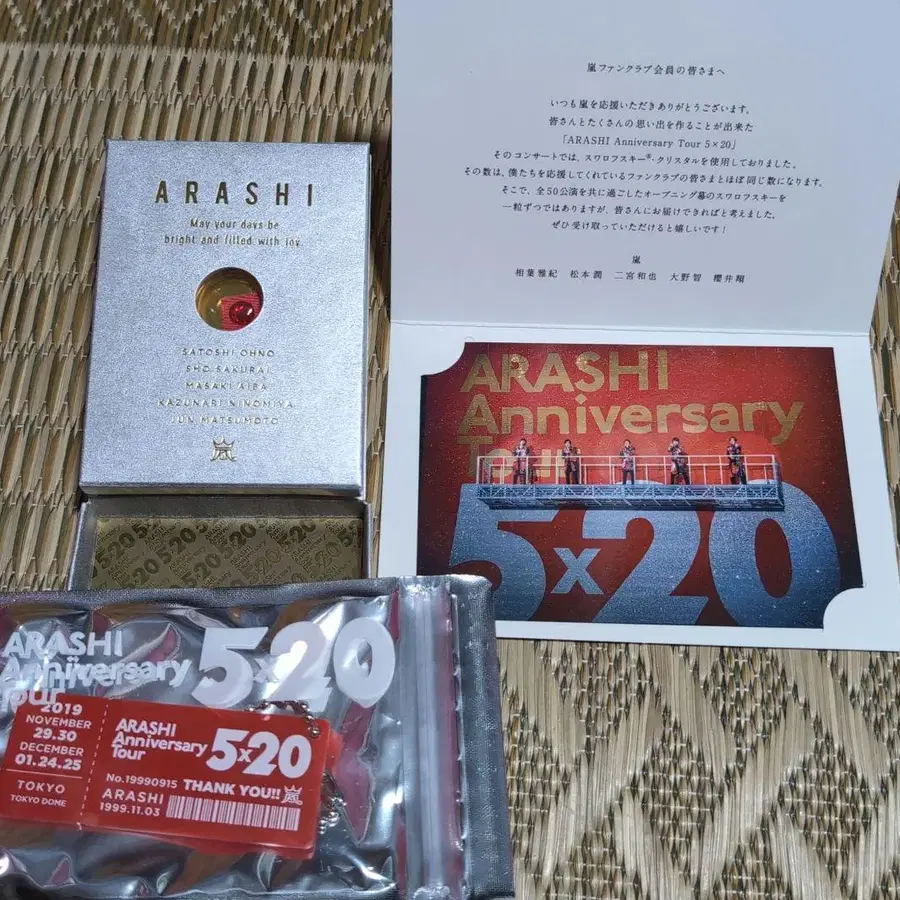 ARASHI
May your days be
bright and filled with joy.
SATOSHI OHNO
SHO SAKURAI
MASAKI AIBA
KAZUNARI NINOMIYA
JUN MATSUMOTO
嵐
嵐ファンクラブ会員の皆さまへ
いつも嵐を応援いただきありがとうございます。
皆さんとたくさんの思い出を作ることが出来た
「ARASHI Anniversary Tour 5×20」
そのコンサートでは、スワロフスキー®・クリスタルを使用しておりました。
その数は、僕たちを応援してくれているファンクラブの皆さまとほぼ同じ数になります。
そこで、全50公演を共に過ごしたオープニング幕のスワロフスキーを
一粒ずつではありますが、皆さんにお届けできればと考えました。
ぜひ受け取っていただけると嬉しいです!
嵐
相葉雅紀 松本潤 二宮和也 大野智 櫻井翔
ARASHI
Anniversary
Tour
5x20
5x20
ARASHI
Anniversary
Tour
5x20
2019
NOVEMBER
29.30
DECEMBER
01.24.25
TOKYO
TOKYO DOME
ARASHI
Anniversary
Tour
5x20
No.19990915 THANK YOU!!
嵐
ARASHI
1999.11.03